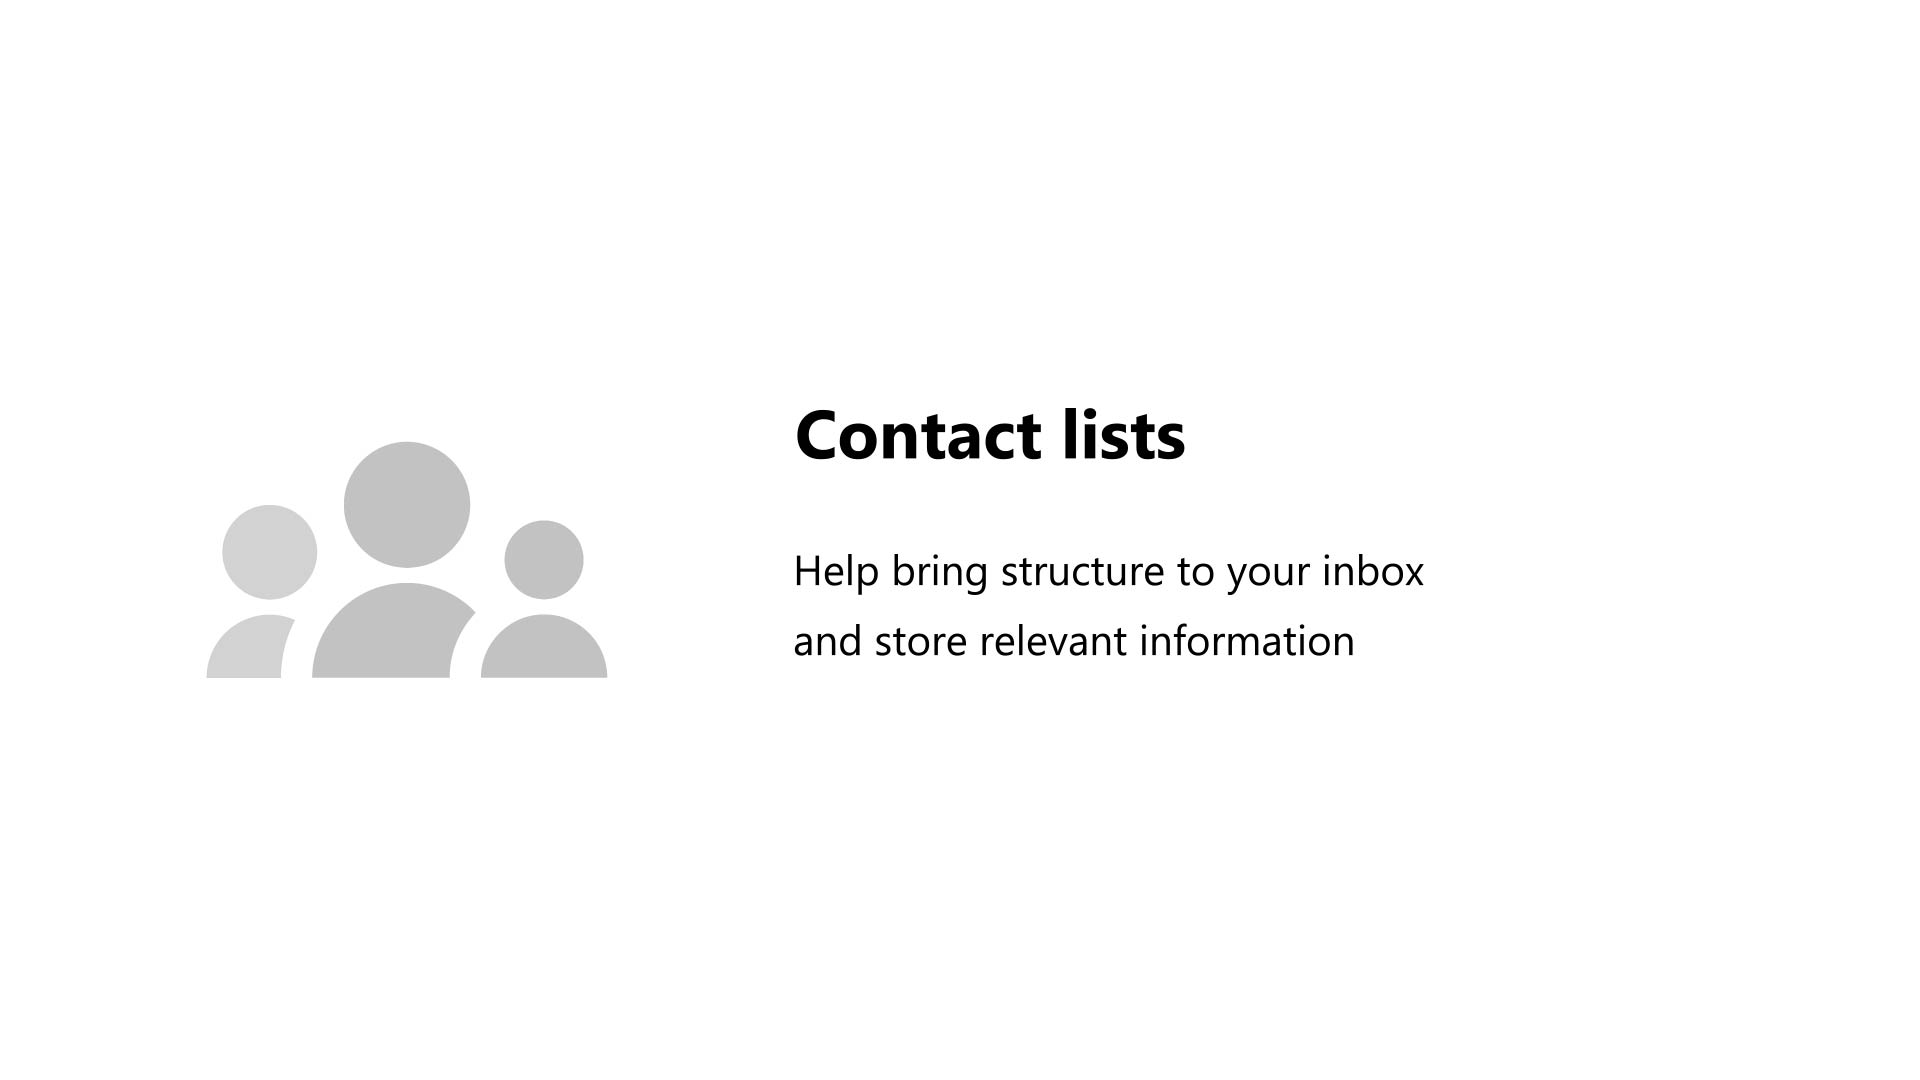 Contact lists
Help bring structure to your inbox
and store relevant information